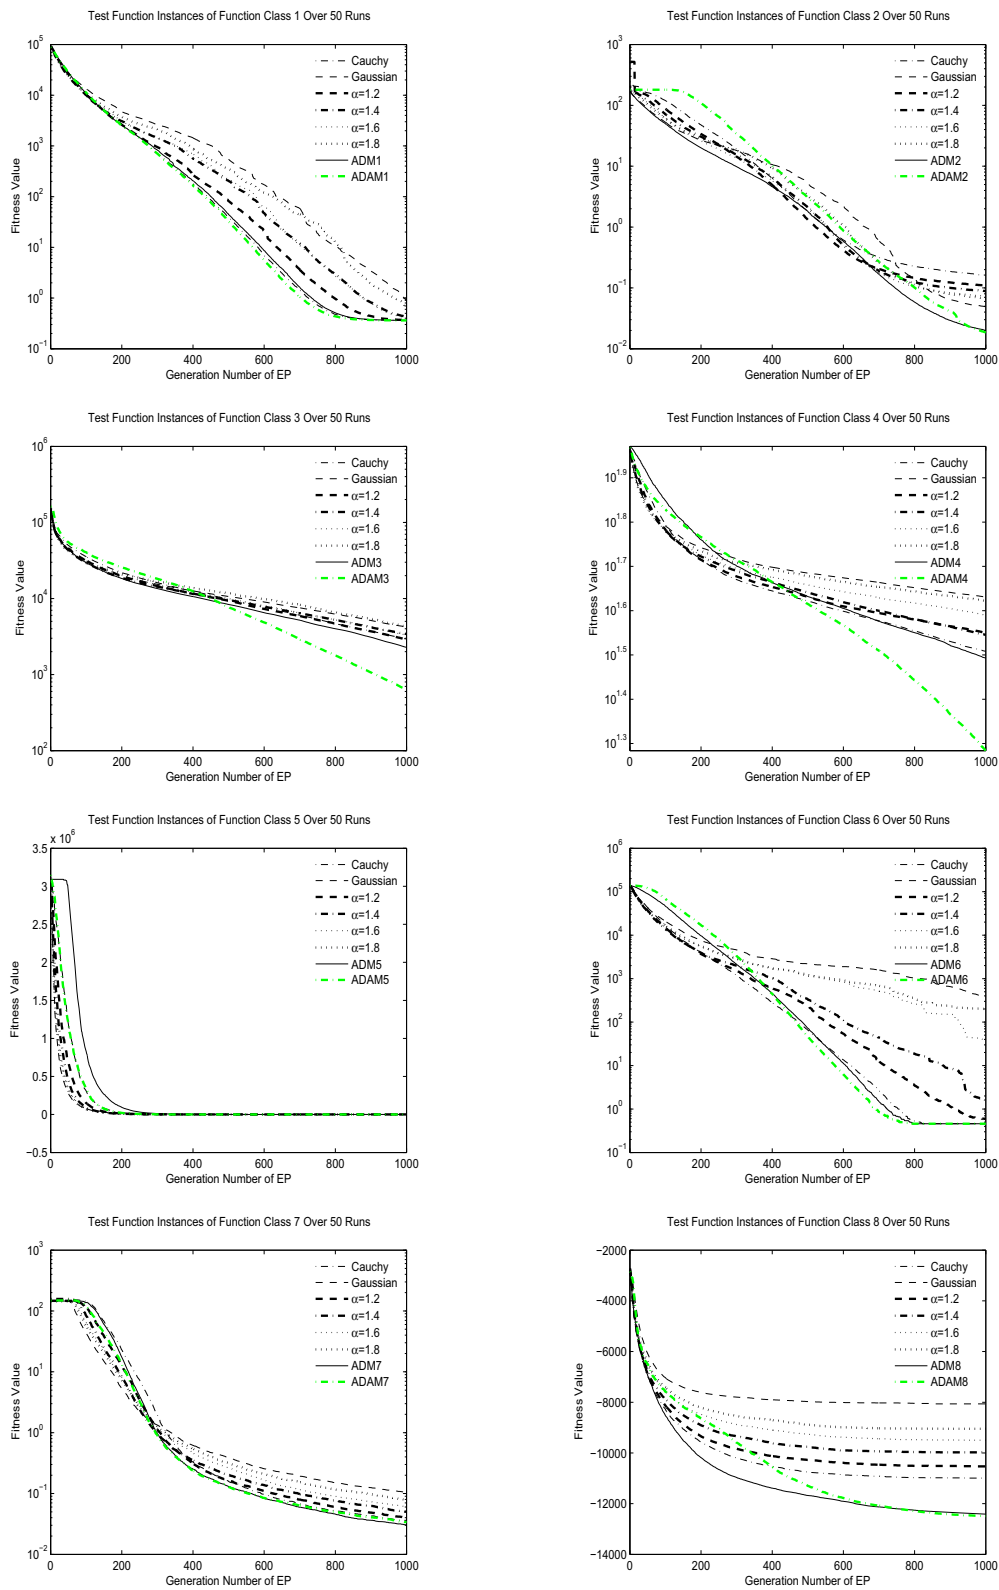 Test Function Instances of Function Class 1 Over 50 Runs
10^5
10^4
10^3
10^2
10^1
10^0
10^-1
Fitness Value
Cauchy
Gaussian
α=1.2
α=1.4
α=1.6
α=1.8
ADM1
ADAM1
0 200 400 600 800 1000
Generation Number of EP
Test Function Instances of Function Class 2 Over 50 Runs
10^3
10^2
10^1
10^0
10^-1
10^-2
Fitness Value
Cauchy
Gaussian
α=1.2
α=1.4
α=1.6
α=1.8
ADM2
ADAM2
0 200 400 600 800 1000
Generation Number of EP
Test Function Instances of Function Class 3 Over 50 Runs
10^6
10^5
10^4
10^3
10^2
Fitness Value
Cauchy
Gaussian
α=1.2
α=1.4
α=1.6
α=1.8
ADM3
ADAM3
0 200 400 600 800 1000
Generation Number of EP
Test Function Instances of Function Class 4 Over 50 Runs
10^1.9
10^1.8
10^1.7
10^1.6
10^1.5
10^1.4
10^1.3
Fitness Value
Cauchy
Gaussian
α=1.2
α=1.4
α=1.6
α=1.8
ADM4
ADAM4
0 200 400 600 800 1000
Generation Number of EP
Test Function Instances of Function Class 5 Over 50 Runs
x 10^6
3.5
3
2.5
2
1.5
1
0.5
0
−0.5
Fitness Value
Cauchy
Gaussian
α=1.2
α=1.4
α=1.6
α=1.8
ADM5
ADAM5
0 200 400 600 800 1000
Generation Number of EP
Test Function Instances of Function Class 6 Over 50 Runs
10^6
10^5
10^4
10^3
10^2
10^1
10^0
10^-1
Fitness Value
Cauchy
Gaussian
α=1.2
α=1.4
α=1.6
α=1.8
ADM6
ADAM6
0 200 400 600 800 1000
Generation Number of EP
Test Function Instances of Function Class 7 Over 50 Runs
10^3
10^2
10^1
10^0
10^-1
10^-2
Fitness Value
Cauchy
Gaussian
α=1.2
α=1.4
α=1.6
α=1.8
ADM7
ADAM7
0 200 400 600 800 1000
Generation Number of EP
Test Function Instances of Function Class 8 Over 50 Runs
−2000
−4000
−6000
−8000
−10000
−12000
−14000
Fitness Value
Cauchy
Gaussian
α=1.2
α=1.4
α=1.6
α=1.8
ADM8
ADAM8
0 200 400 600 800 1000
Generation Number of EP